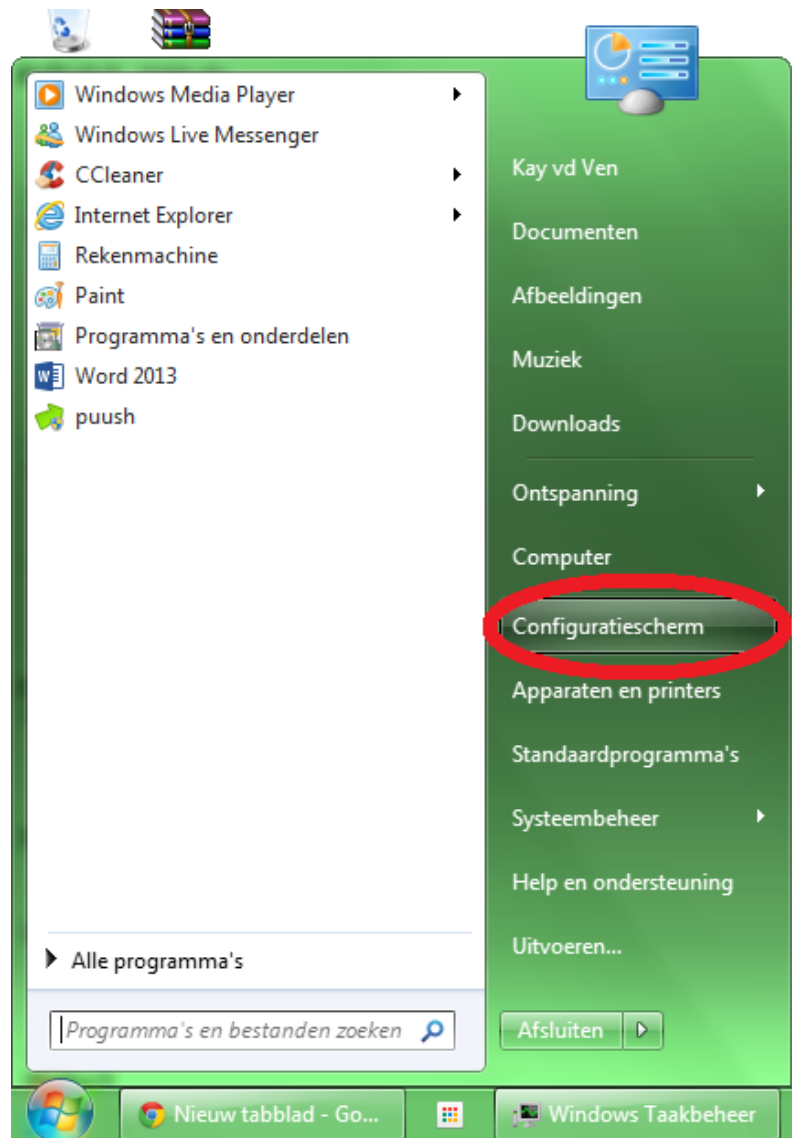 Windows Media Player
Windows Live Messenger
CCleaner
Internet Explorer
Rekenmachine
Paint
Programma's en onderdelen
Word 2013
puush
Alle programma's
Programma's en bestanden zoeken
Kay vd Ven
Documenten
Afbeeldingen
Muziek
Downloads
Ontspanning
Computer
Configuratiescherm
Apparaten en printers
Standaardprogramma's
Systeembeheer
Help en ondersteuning
Uitvoeren...
Afsluiten
Nieuw tabblad - Go...
Windows Taakbeheer